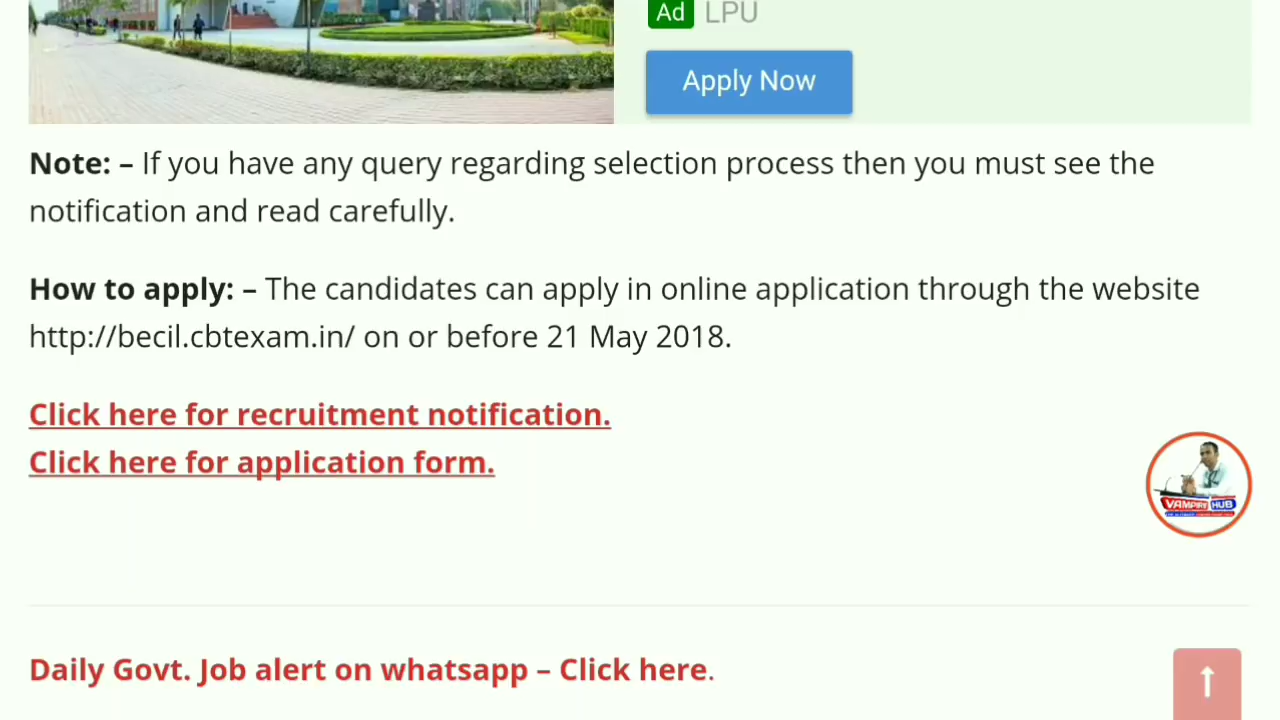 Ad LPU
Apply Now
Note: – If you have any query regarding selection process then you must see the
notification and read carefully.
How to apply: – The candidates can apply in online application through the website
http://becil.cbtexam.in/ on or before 21 May 2018.
Click here for recruitment notification.
Click here for application form.
VAMPIRE HUB
Daily Govt. Job alert on whatsapp – Click here.